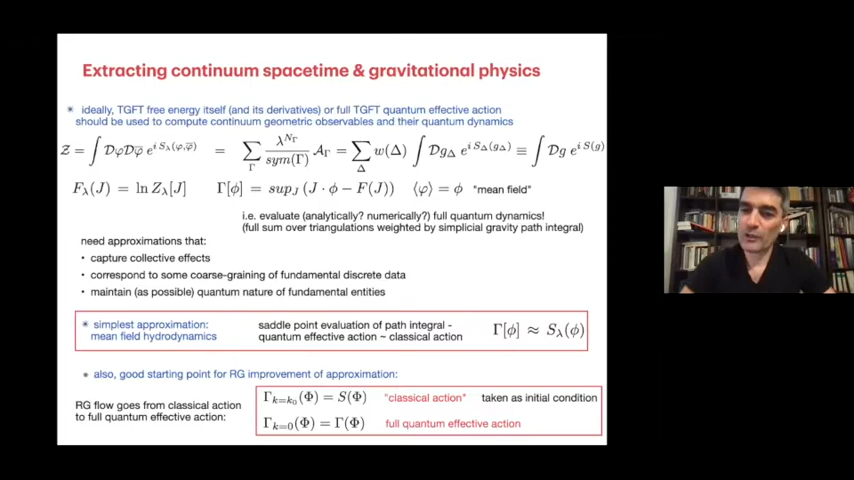 Extracting continuum spacetime & gravitational physics
* ideally, TGFT free energy itself (and its derivatives) or full TGFT quantum effective action
should be used to compute continuum geometric observables and their quantum dynamics
𝒵 = ∫ 𝒟φ𝒟φ̄ e^{i S_λ(φ,φ̄)} = ∑_Γ λ^{N_Γ}/sym(Γ) 𝒜_Γ = ∑_Δ w(Δ) ∫ 𝒟g_Δ e^{i S_Δ(g_Δ)} ≡ ∫ 𝒟g e^{i S(g)}
F_λ(J) = ln Z_λ[J] Γ[ϕ] = sup_J (J · ϕ − F(J)) ⟨φ⟩ = ϕ "mean field"
i.e. evaluate (analytically? numerically?) full quantum dynamics!
(full sum over triangulations weighted by simplicial gravity path integral)
need approximations that:
• capture collective effects
• correspond to some coarse-graining of fundamental discrete data
• maintain (as possible) quantum nature of fundamental entities
* simplest approximation:
mean field hydrodynamics
saddle point evaluation of path integral -
quantum effective action ~ classical action
Γ[ϕ] ≈ S_λ(ϕ)
• also, good starting point for RG improvement of approximation:
RG flow goes from classical action
to full quantum effective action:
Γ_{k=k_0}(Φ) = S(Φ) "classical action" taken as initial condition
Γ_{k=0}(Φ) = Γ(Φ) full quantum effective action